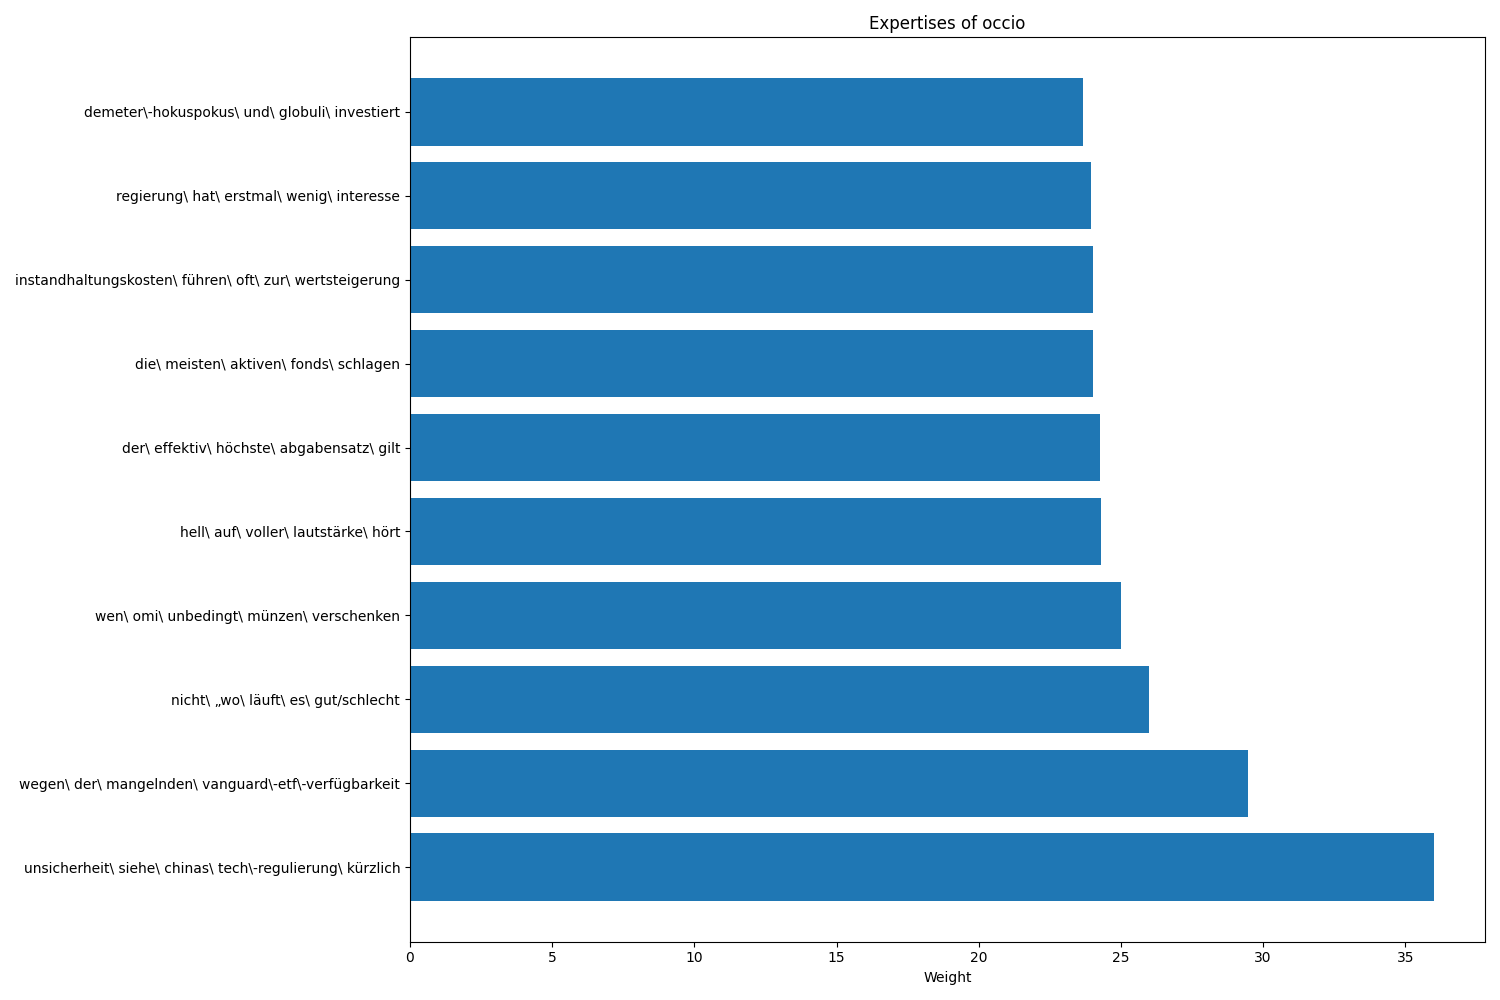 Expertises of occio
demeter\-hokuspokus\ und\ globuli\ investiert
regierung\ hat\ erstmal\ wenig\ interesse
instandhaltungskosten\ führen\ oft\ zur\ wertsteigerung
die\ meisten\ aktiven\ fonds\ schlagen
der\ effektiv\ höchste\ abgabensatz\ gilt
hell\ auf\ voller\ lautstärke\ hört
wen\ omi\ unbedingt\ münzen\ verschenken
nicht\ „wo\ läuft\ es\ gut/schlecht
wegen\ der\ mangelnden\ vanguard\-etf\-verfügbarkeit
unsicherheit\ siehe\ chinas\ tech\-regulierung\ kürzlich
0 5 10 15 20 25 30 35
Weight